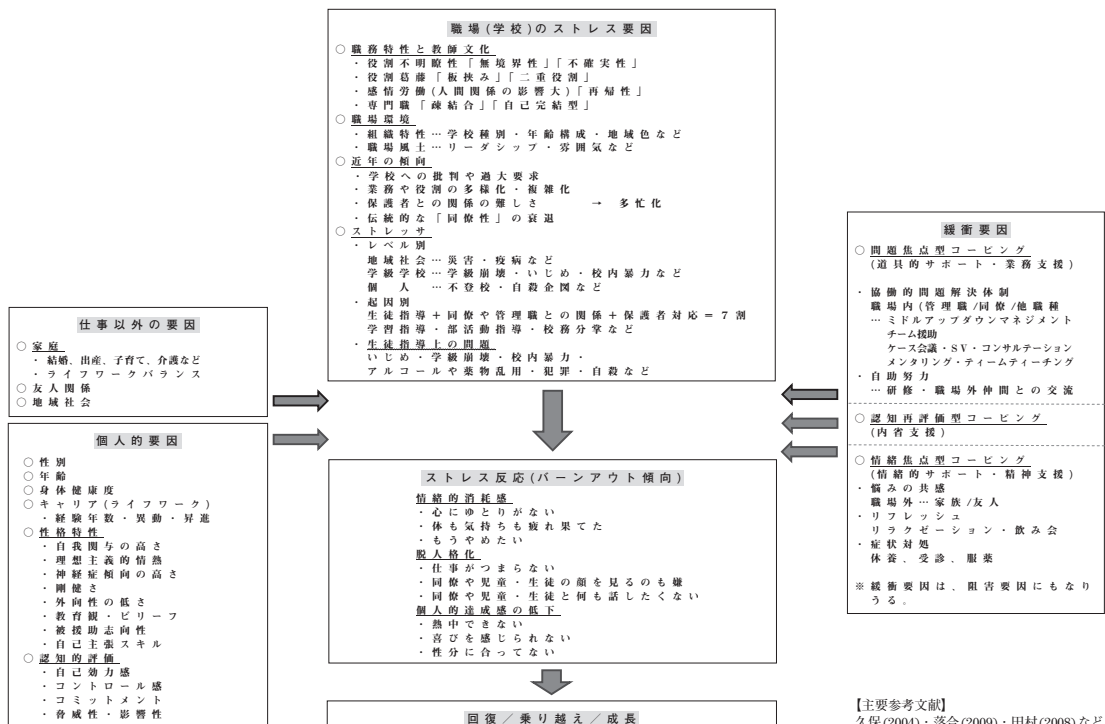 職場(学校)のストレス要因
○ 職務特性と教師文化
・役割不明瞭性「無境界性」「不確実性」
・役割葛藤「板挟み」「二重役割」
・感情労働(人間関係の影響大)「再帰性」
・専門職「疎結合」「自己完結型」
○ 職場環境
・組織特性…学校種別・年齢構成・地域色など
・職場風土…リーダシップ・雰囲気など
○ 近年の傾向
・学校への批判や過大要求
・業務や役割の多様化・複雑化
・保護者との関係の難しさ → 多忙化
・伝統的な「同僚性」の衰退
○ ストレッサ
・レベル別
地域社会…災害・疫病など
学級学校…学級崩壊・いじめ・校内暴力など
個 人 …不登校・自殺企図など
・起因別
生徒指導+同僚や管理職との関係+保護者対応=7割
学習指導・部活動指導・校務分掌など
・生徒指導上の問題
いじめ・学級崩壊・校内暴力・
アルコールや薬物乱用・犯罪・自殺など
仕事以外の要因
○ 家庭
・結婚、出産、子育て、介護など
・ライフワークバランス
○ 友人関係
○ 地域社会
個人的要因
○ 性別
○ 年齢
○ 身体健康度
○ キャリア(ライフワーク)
・経験年数・異動・昇進
○ 性格特性
・自我関与の高さ
・理想主義的情熱
・神経症傾向の高さ
・剛健さ
・外向性の低さ
・教育観・ビリーフ
・被援助志向性
・自己主張スキル
○ 認知的評価
・自己効力感
・コントロール感
・コミットメント
・脅威性・影響性
ストレス反応(バーンアウト傾向)
情緒的消耗感
・心にゆとりがない
・体も気持ちも疲れ果てた
・もうやめたい
脱人格化
・仕事がつまらない
・同僚や児童・生徒の顔を見るのも嫌
・同僚や児童・生徒と何も話したくない
個人的達成感の低下
・熱中できない
・喜びを感じられない
・性分に合ってない
回復/乗り越え/成長
緩衝要因
○ 問題焦点型コーピング
(道具的サポート・業務支援)
・協働的問題解決体制
職場内(管理職/同僚/他職種
…ミドルアップダウンマネジメント
チーム援助
ケース会議・SV・コンサルテーション
メンタリング・ティームティーチング
・自助努力
…研修・職場外仲間との交流
○ 認知再評価型コーピング
(内省支援)
○ 情緒焦点型コーピング
(情緒的サポート・精神支援)
・悩みの共感
職場外…家族/友人
・リフレッシュ
リラクゼーション・飲み会
・症状対処
休養、受診、服薬
※緩衝要因は、阻害要因にもなり
うる。
【主要参考文献】
久保(2004)・落合(2009)・田村(2008)など